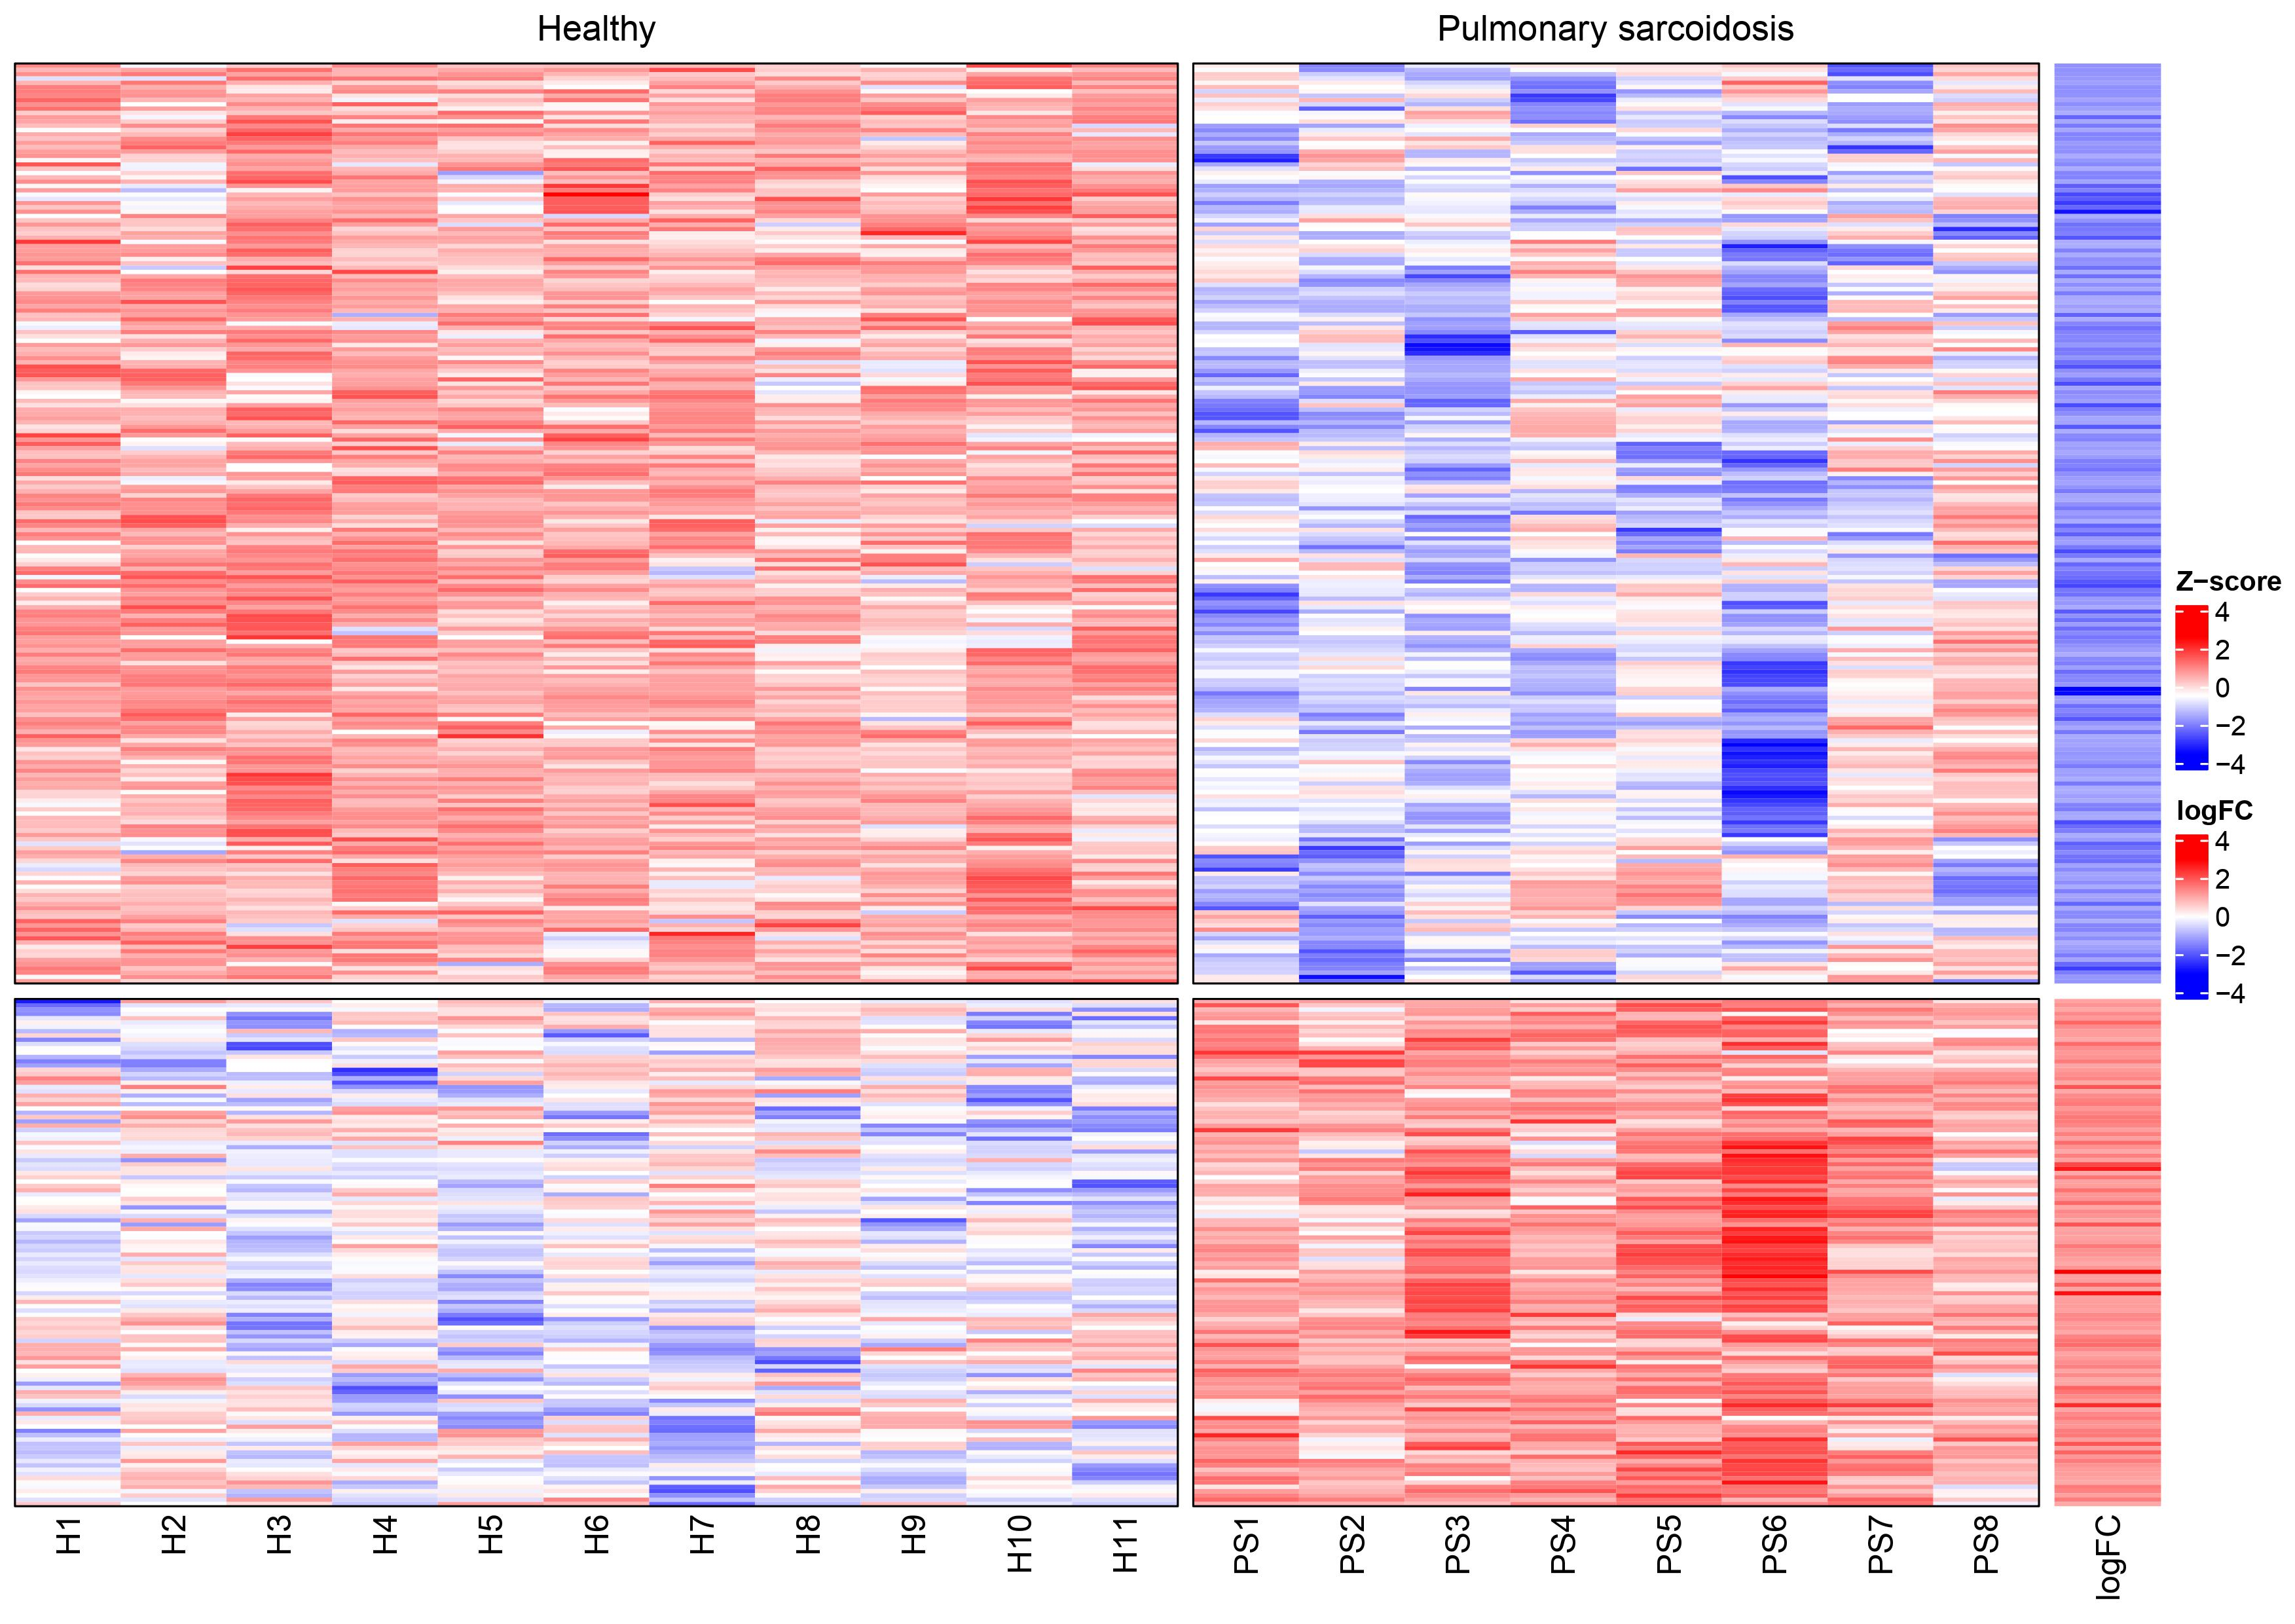 Healthy
Pulmonary sarcoidosis
Z−score
4
2
0
−2
−4
logFC
4
2
0
−2
−4
H1
H2
H3
H4
H5
H6
H7
H8
H9
H10
H11
PS1
PS2
PS3
PS4
PS5
PS6
PS7
PS8
logFC